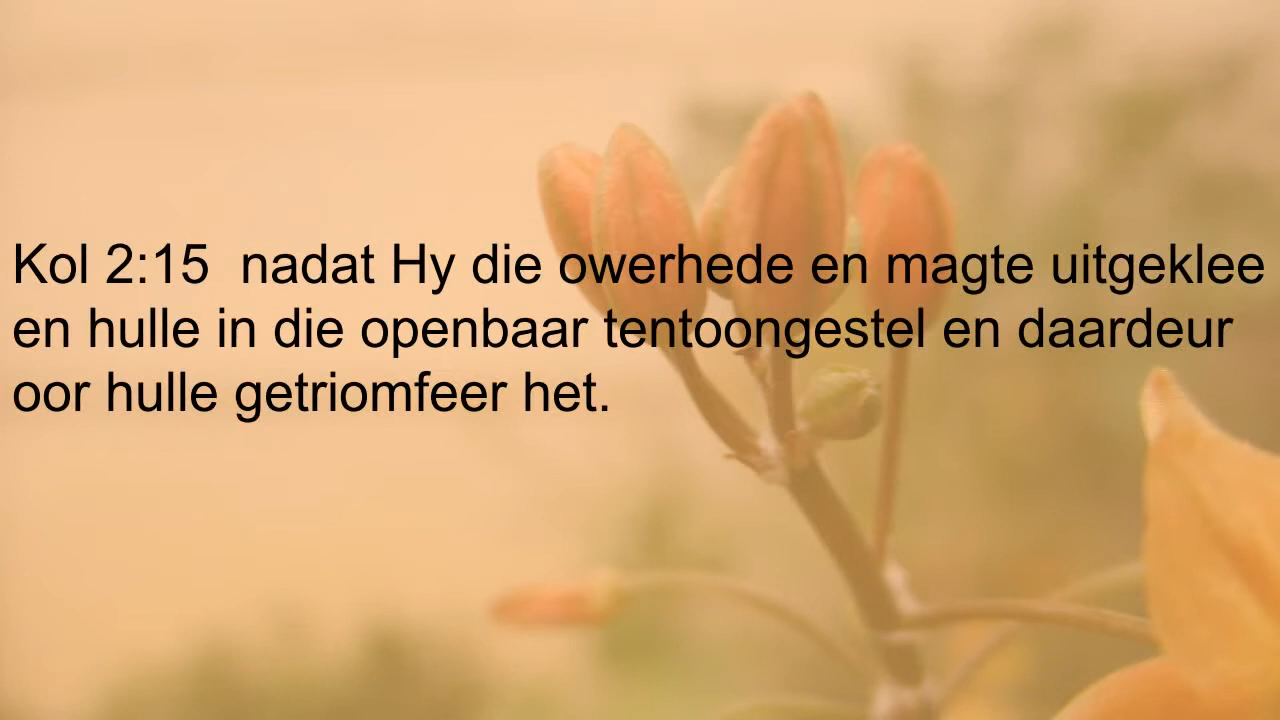 Kol 2:15  nadat Hy die owerhede en magte uitgeklee
en hulle in die openbaar tentoongestel en daardeur
oor hulle getriomfeer het.